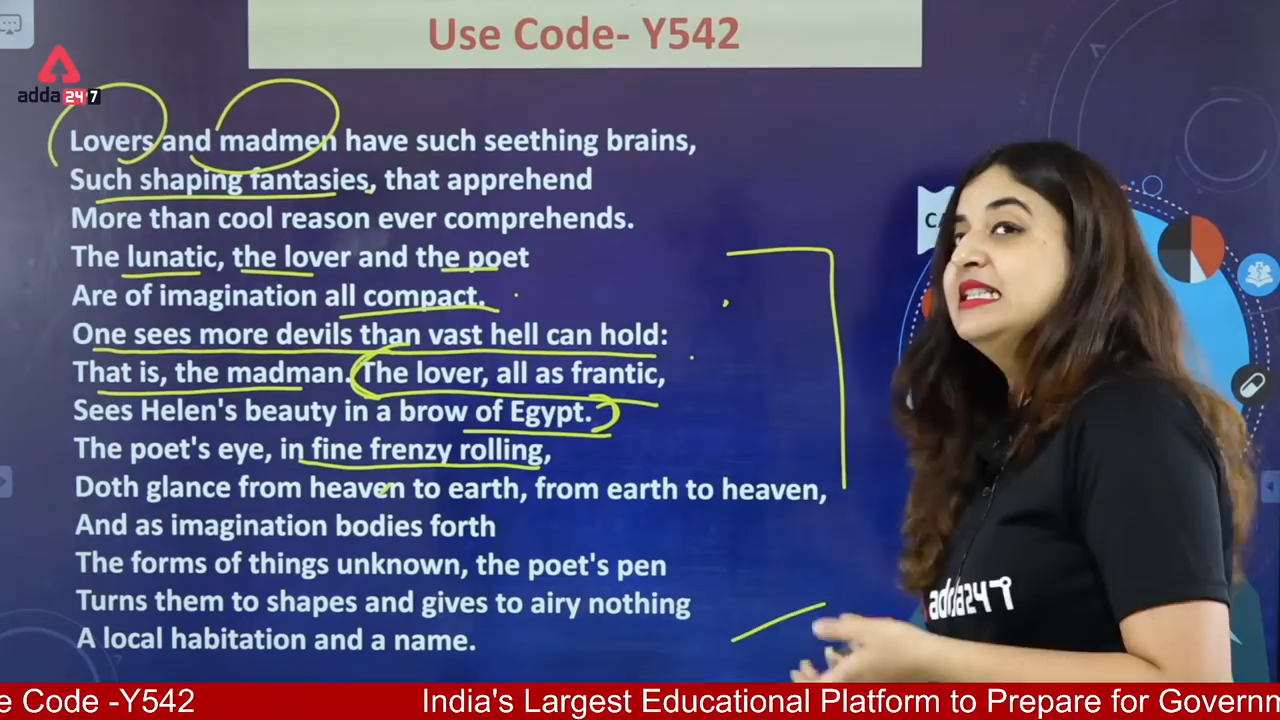 Use Code- Y542
adda247
Lovers and madmen have such seething brains,
Such shaping fantasies, that apprehend
More than cool reason ever comprehends.
The lunatic, the lover and the poet
Are of imagination all compact.
One sees more devils than vast hell can hold:
That is, the madman. The lover, all as frantic,
Sees Helen's beauty in a brow of Egypt.
The poet's eye, in fine frenzy rolling,
Doth glance from heaven to earth, from earth to heaven,
And as imagination bodies forth
The forms of things unknown, the poet's pen
Turns them to shapes and gives to airy nothing
A local habitation and a name.
CA
adda247
e Code -Y542 India's Largest Educational Platform to Prepare for Governm